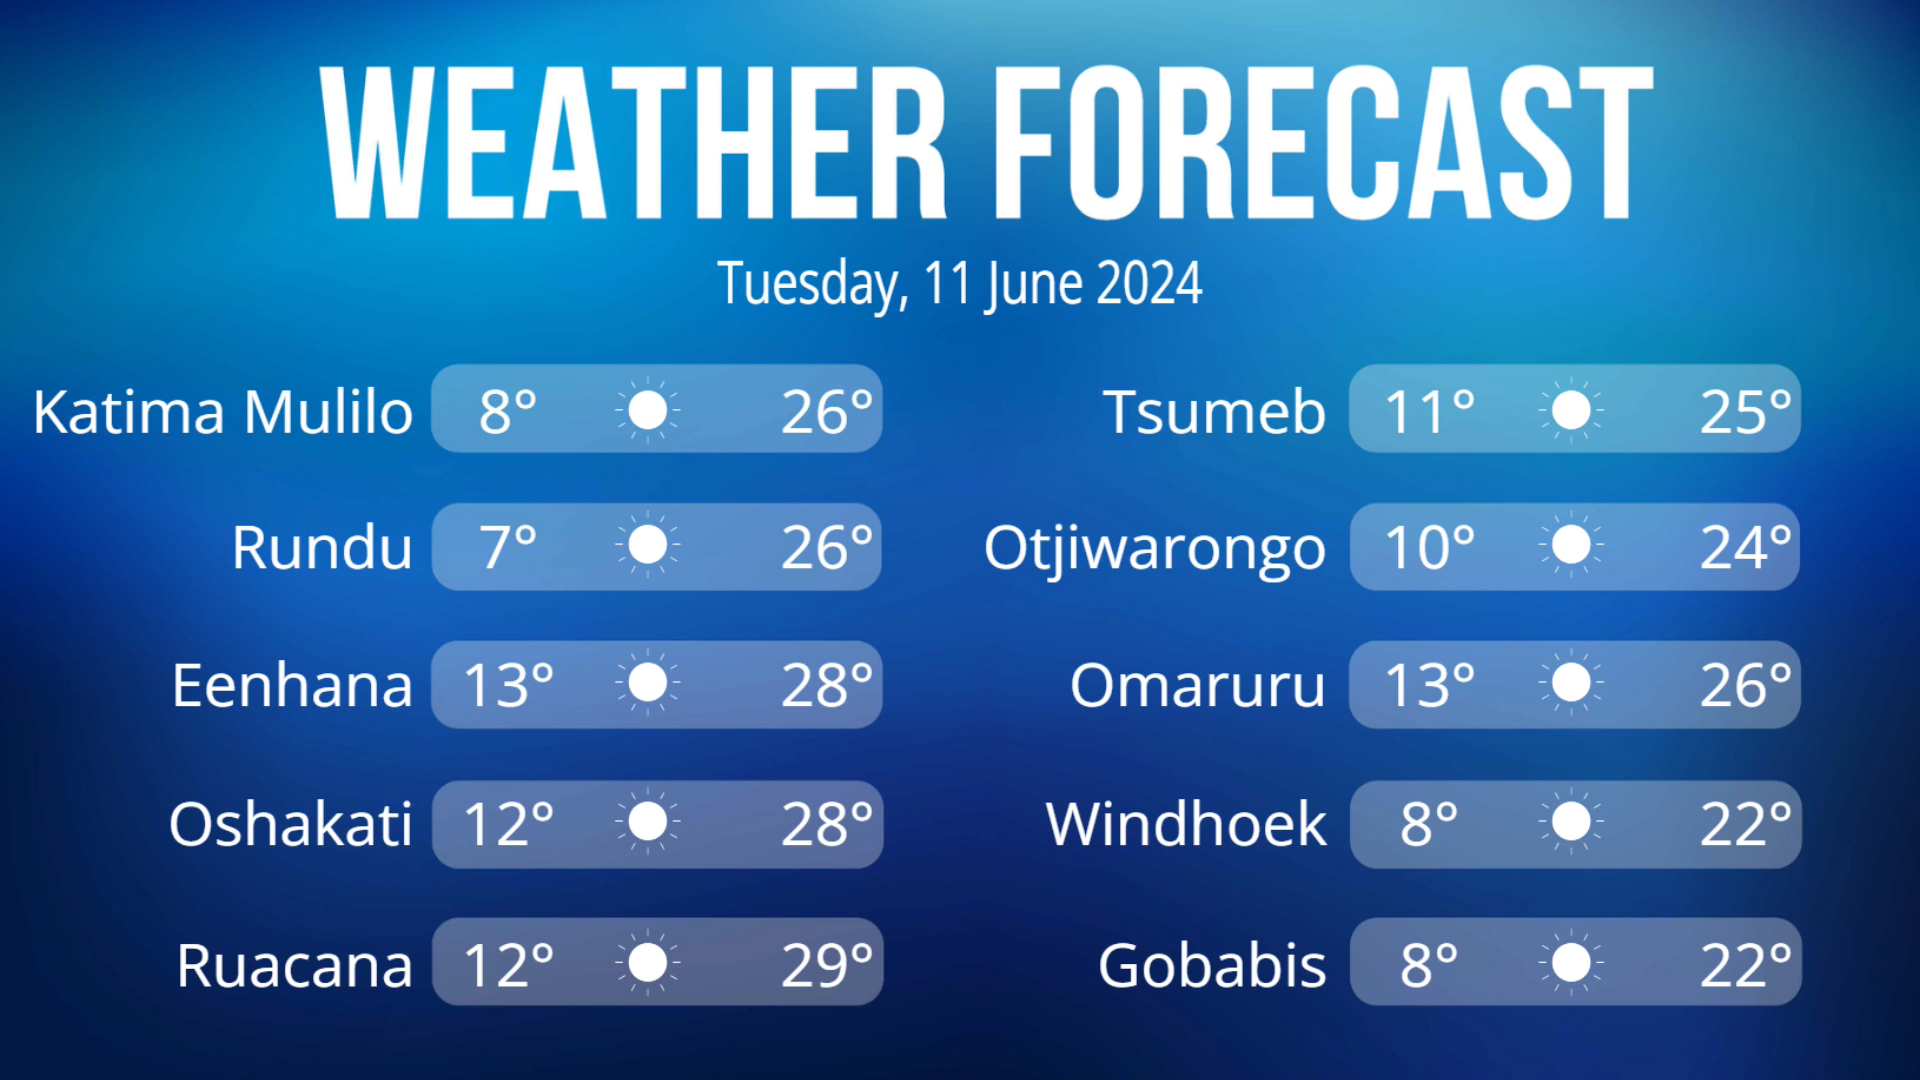 WEATHER FORECAST
Tuesday, 11 June 2024
Katima Mulilo 8° 26°
Tsumeb 11° 25°
Rundu 7° 26°
Otjiwarongo 10° 24°
Eenhana 13° 28°
Omaruru 13° 26°
Oshakati 12° 28°
Windhoek 8° 22°
Ruacana 12° 29°
Gobabis 8° 22°